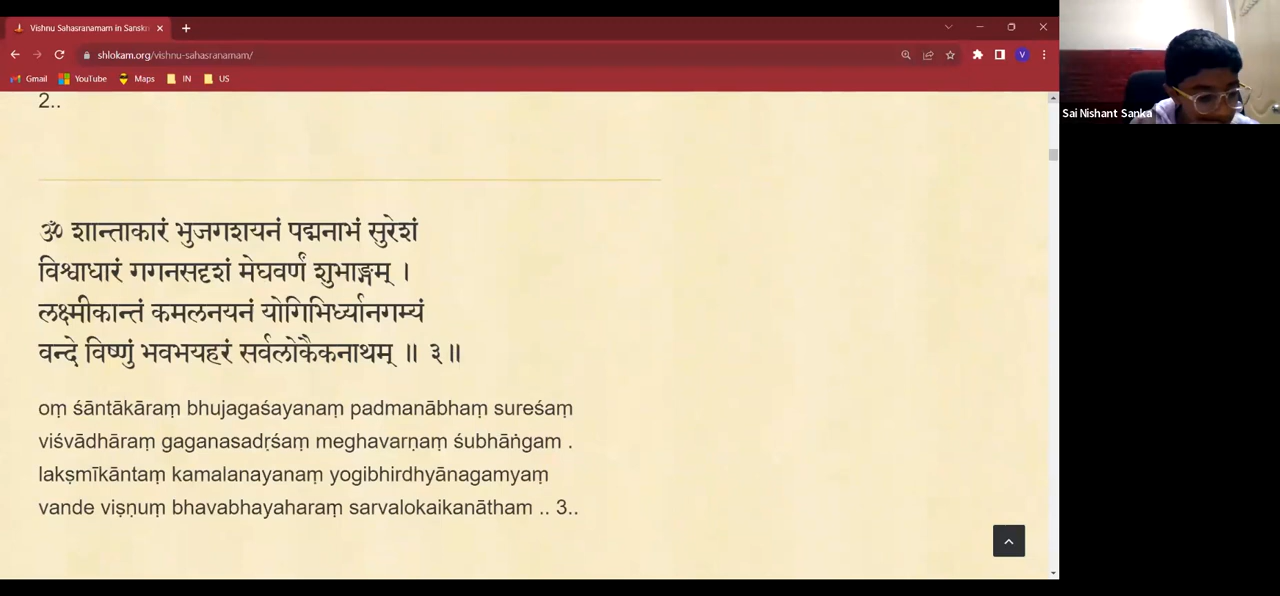 Vishnu Sahasranamam in Sanskr
shlokam.org/vishnu-sahasranamam/
V
Gmail YouTube Maps IN US
Sai Nishant Sanka
2..
ॐ शान्ताकारं भुजगशयनं पद्मनाभं सुरेशं
विश्वाधारं गगनसदृशं मेघवर्णं शुभाङ्गम् ।
लक्ष्मीकान्तं कमलनयनं योगिभिर्ध्यानगम्यं
वन्दे विष्णुं भवभयहरं सर्वलोकैकनाथम् ॥ ३॥
oṃ śāntākāraṃ bhujagaśayanaṃ padmanābhaṃ sureśaṃ
viśvādhāraṃ gaganasadṛśaṃ meghavarṇaṃ śubhāṅgam .
lakṣmīkāntaṃ kamalanayanaṃ yogibhirdhyānagamyaṃ
vande viṣṇuṃ bhavabhayaharaṃ sarvalokaikanātham .. 3..